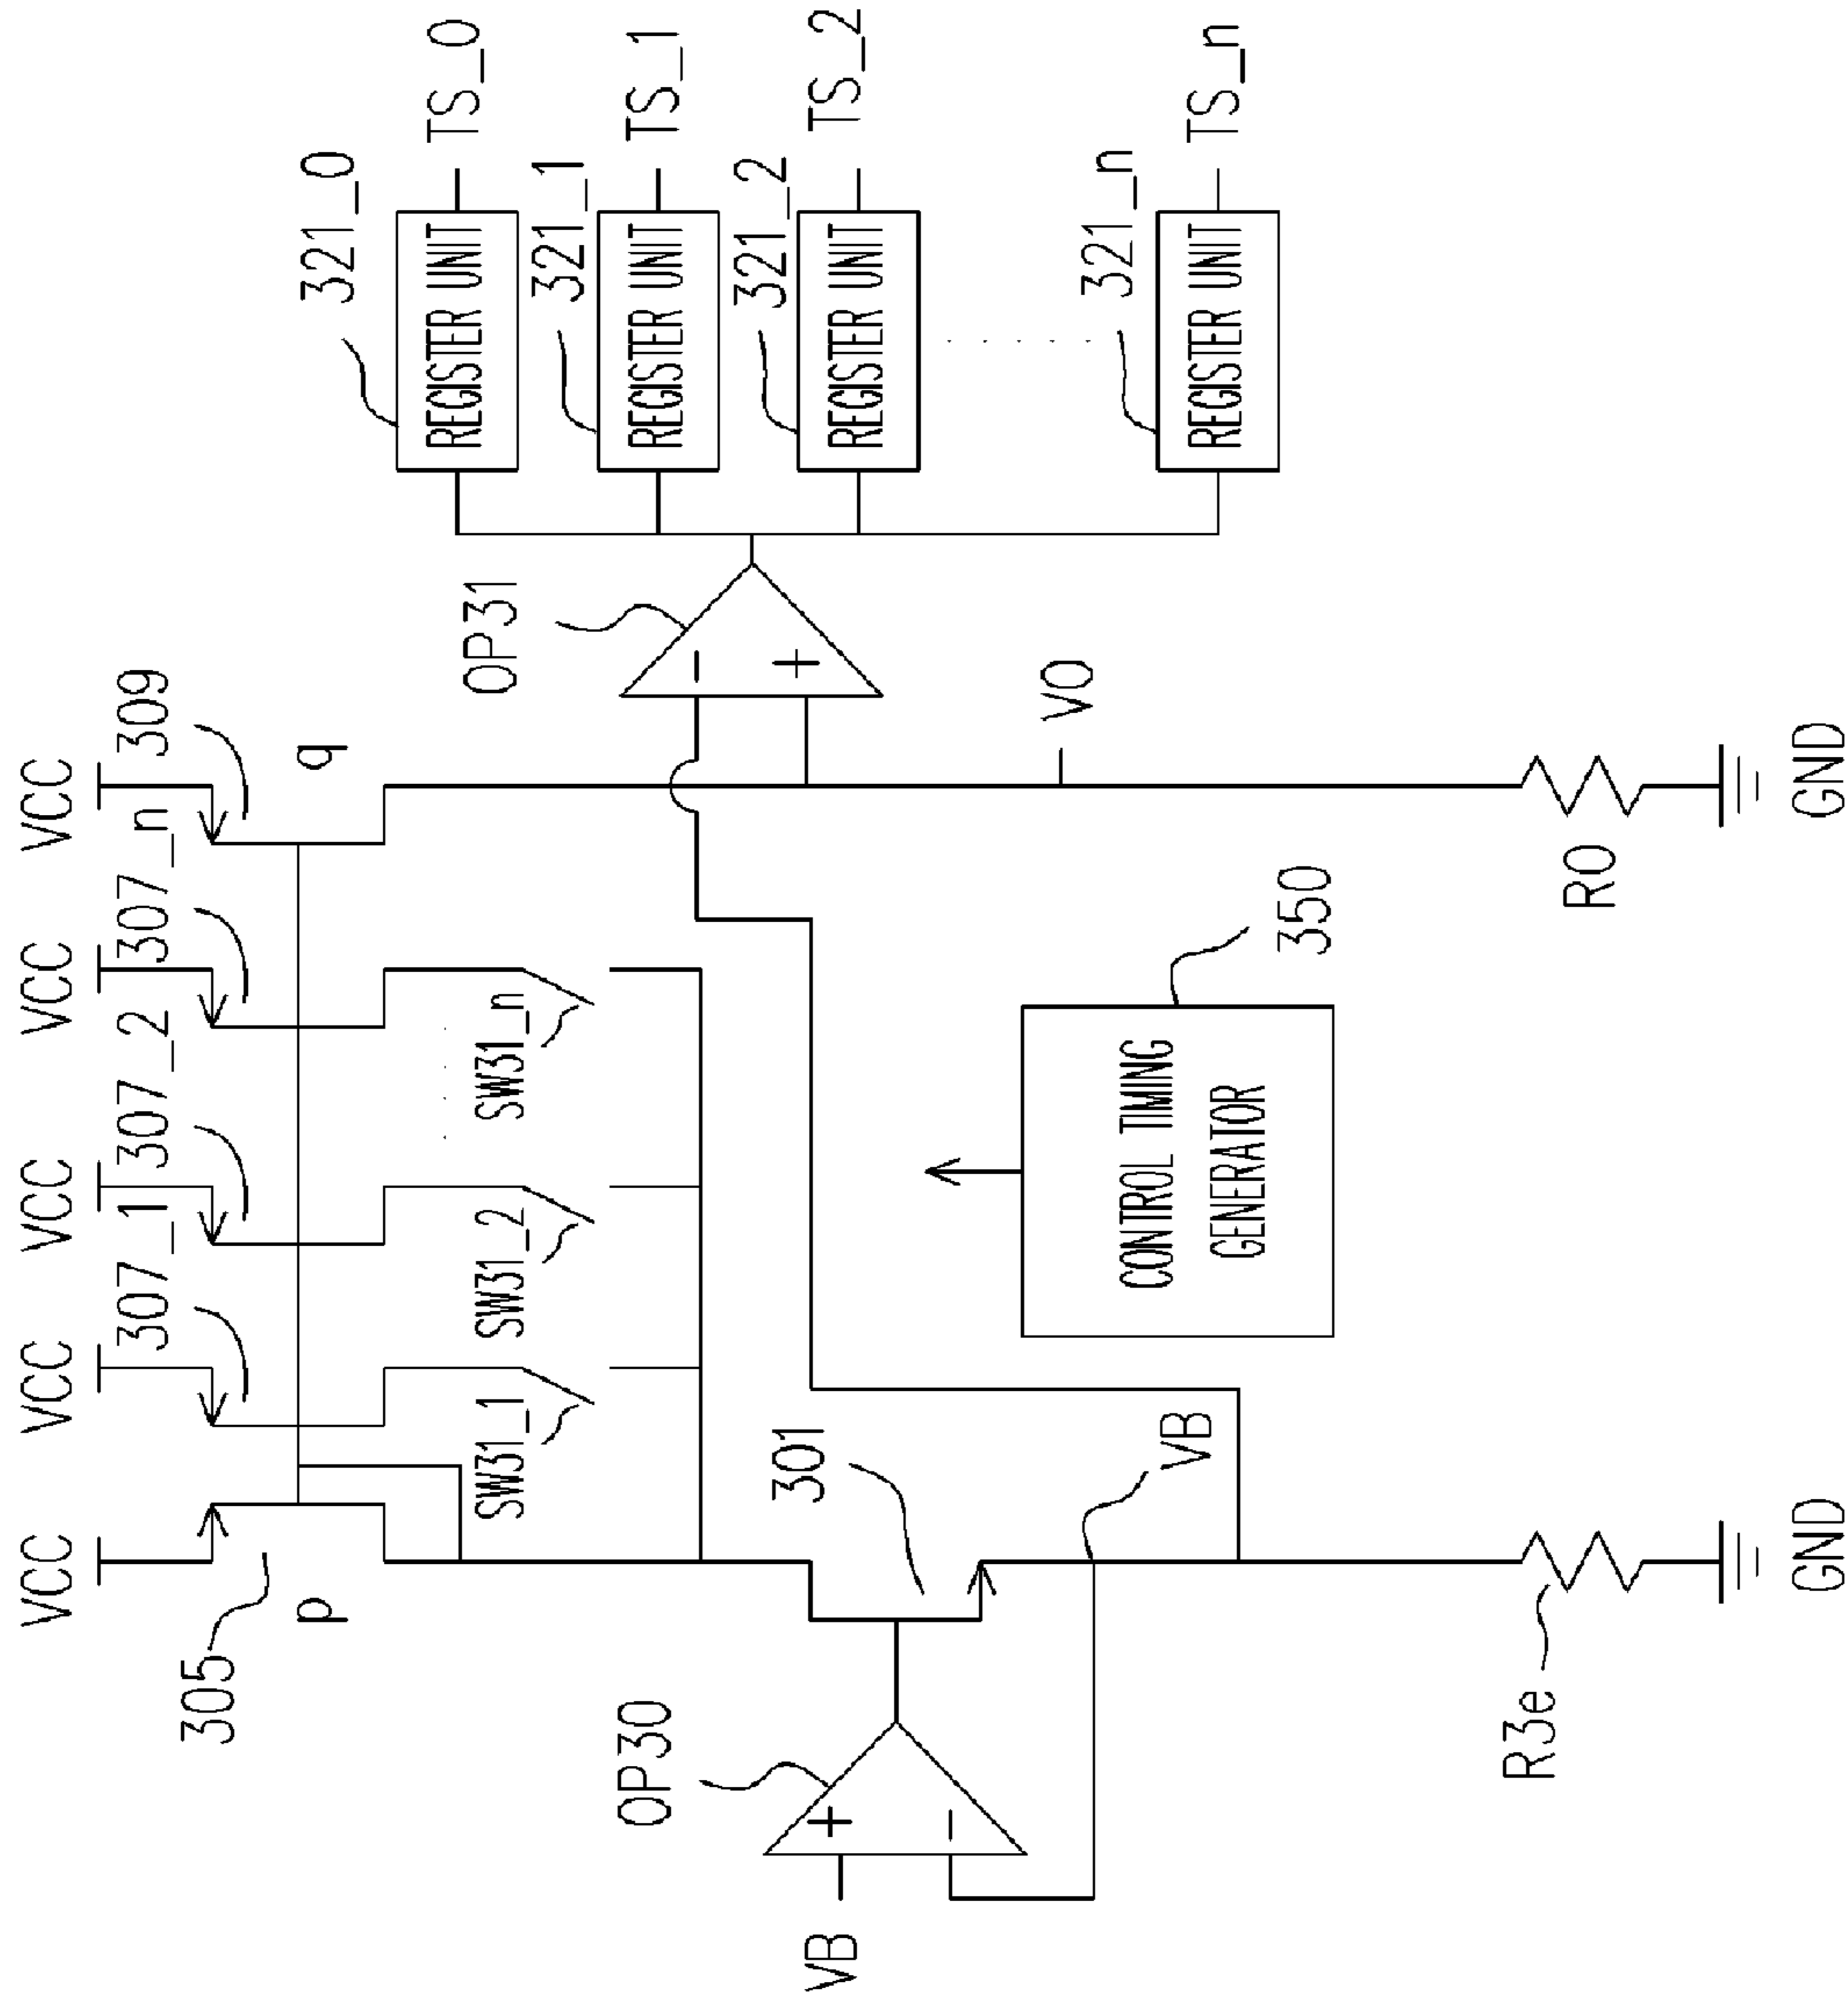 VCC
VCC
VCC
VCC
VCC
305
307_1
307_2
307_n
309
p
q
SW31_1
SW31_2
SW31_n
OP30
+
-
VB
301
VB
R3e
GND
OP31
-
+
VO
RO
GND
CONTROL TIMING
GENERATOR
350
321_0
REGISTER UNIT
TS_0
321_1
REGISTER UNIT
TS_1
321_2
REGISTER UNIT
TS_2
321_n
REGISTER UNIT
TS_n